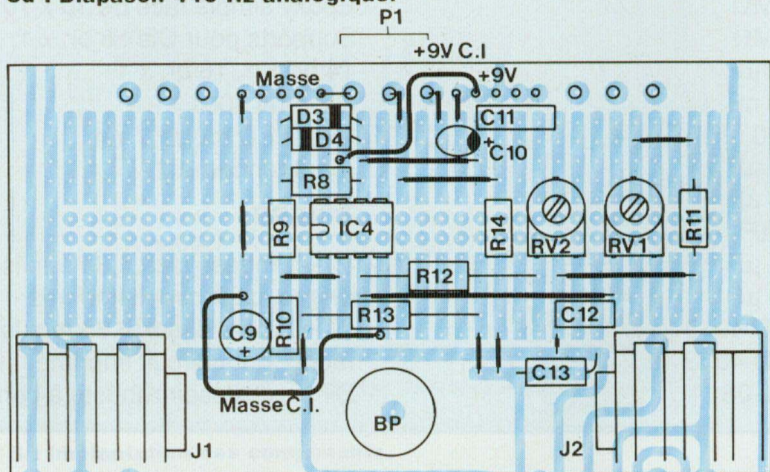 P1
+9V C.I
Masse
+9V
D3
C11
D4
+
C10
R8
R9
IC4
R14
RV2
RV1
R11
R12
C9
+
R10
R13
C12
C13
Masse C.I.
BP
J1
J2